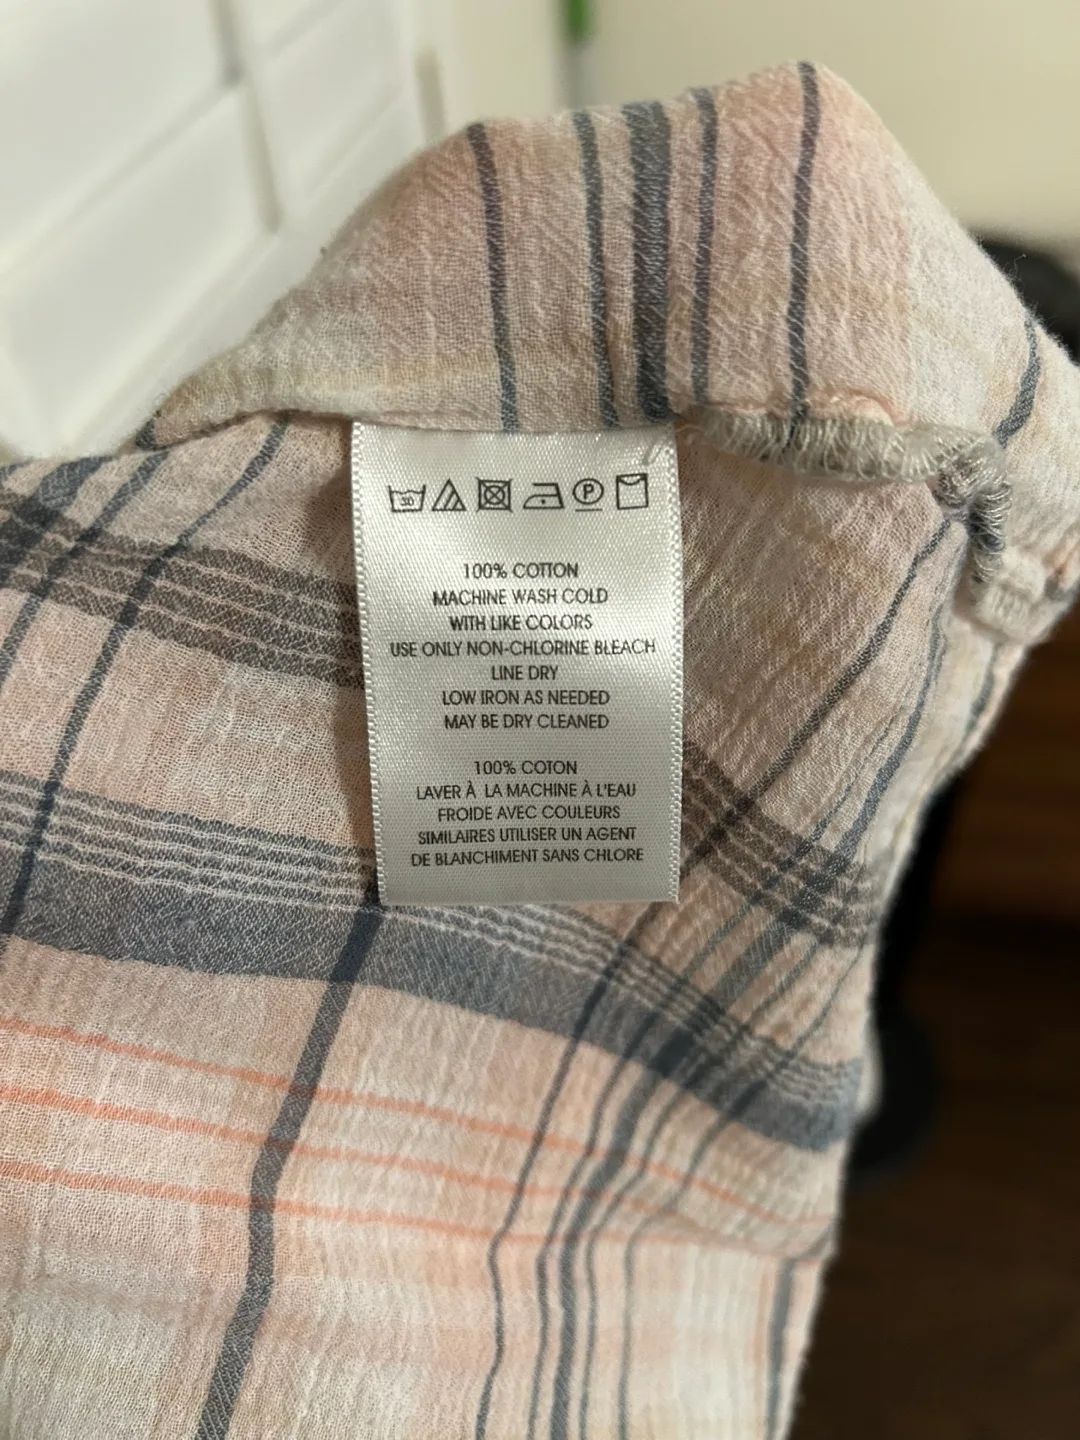 30
P
100% COTTON
MACHINE WASH COLD
WITH LIKE COLORS
USE ONLY NON-CHLORINE BLEACH
LINE DRY
LOW IRON AS NEEDED
MAY BE DRY CLEANED
100% COTON
LAVER À LA MACHINE À L'EAU
FROIDE AVEC COULEURS
SIMILAIRES UTILISER UN AGENT
DE BLANCHIMENT SANS CHLORE